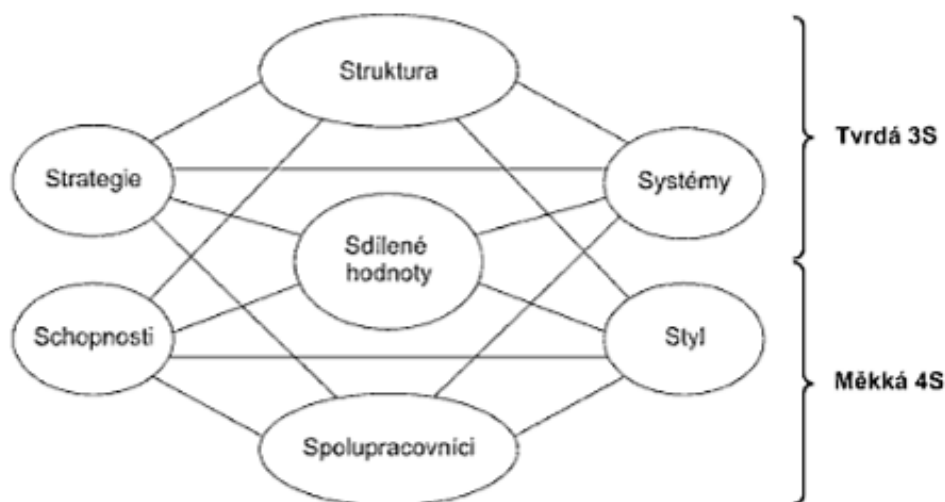 Struktura
Tvrdá 3S
Strategie
Systémy
Sdílené
hodnoty
Schopnosti
Styl
Měkká 4S
Spolupracovníci